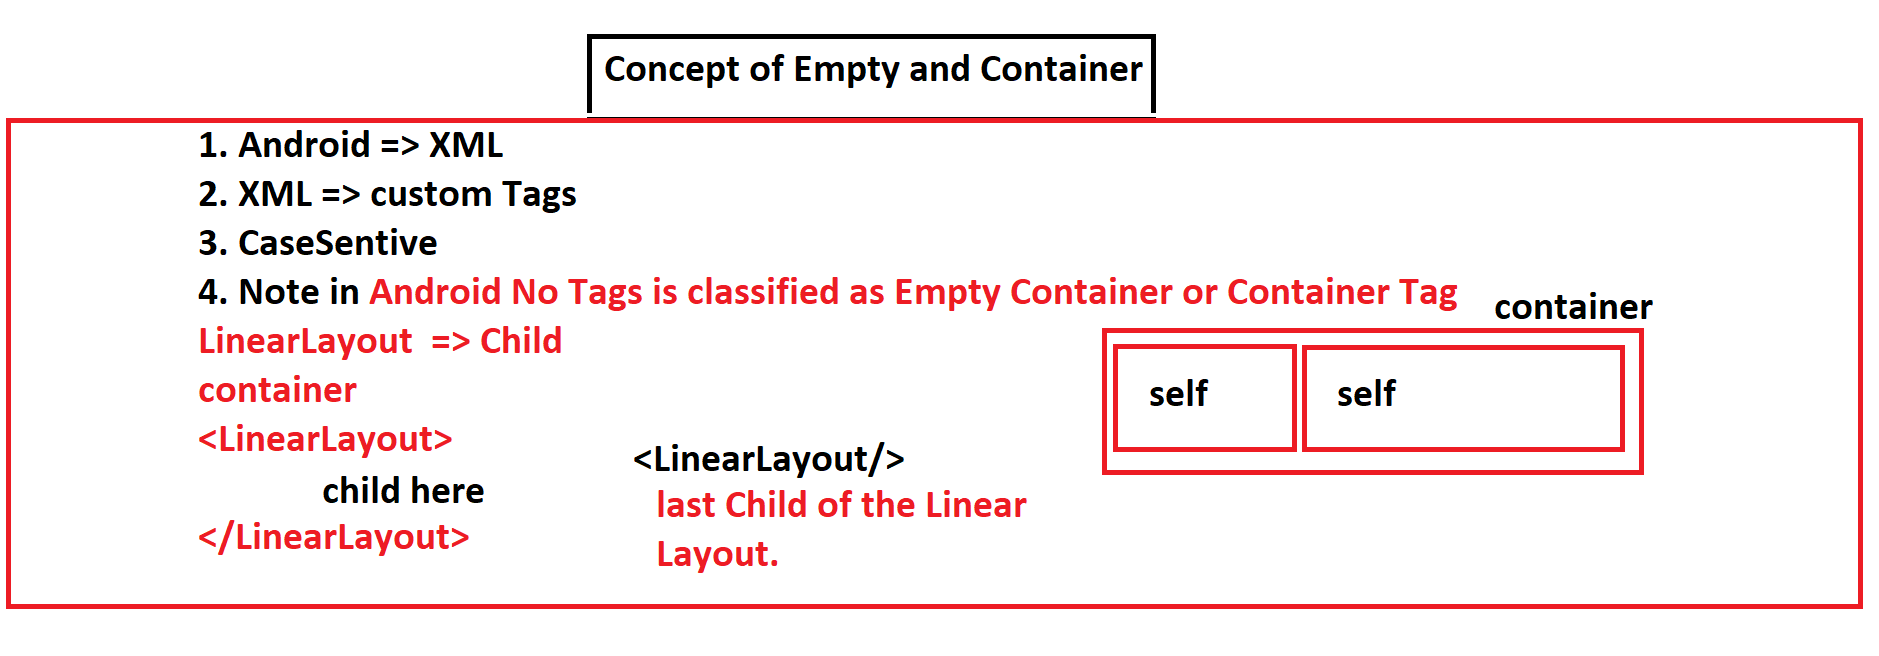 Concept of Empty and Container
1. Android => XML
2. XML => custom Tags
3. CaseSentive
4. Note in Android No Tags is classified as Empty Container or Container Tag
LinearLayout => Child
container
<LinearLayout>
child here
</LinearLayout>
<LinearLayout/>
last Child of the Linear
Layout.
container
self
self